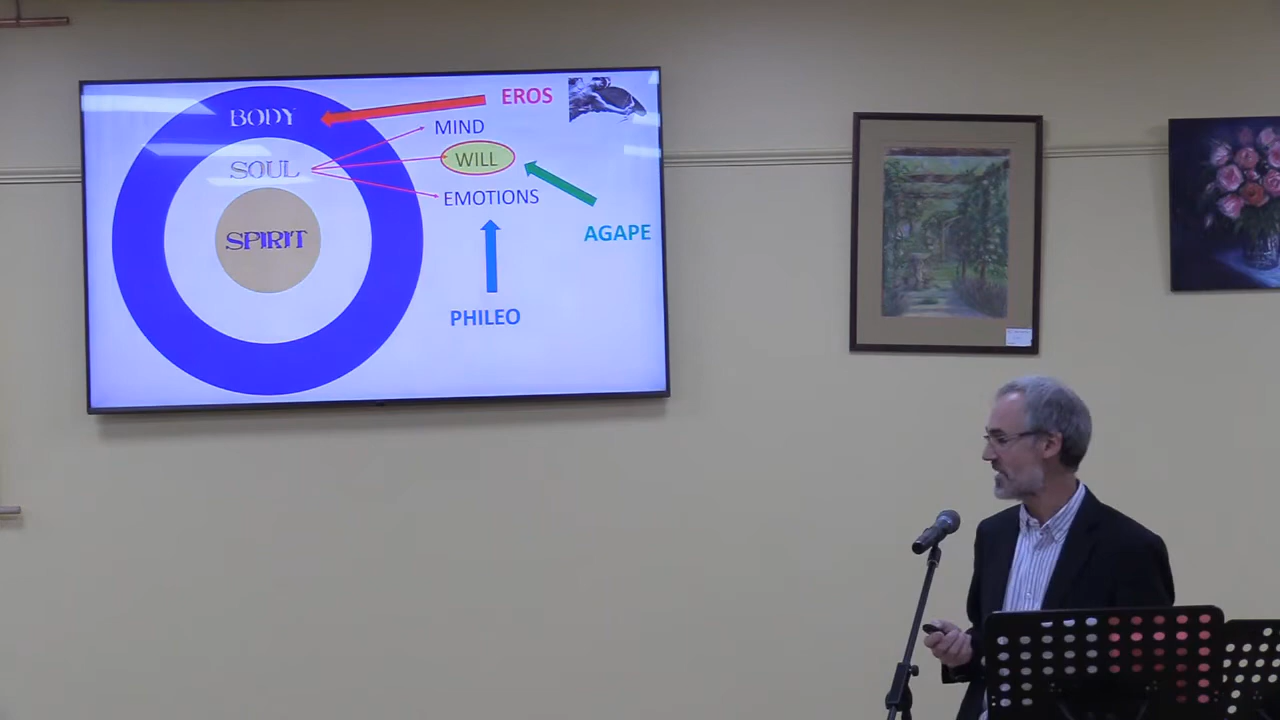 BODY
EROS
MIND
SOUL
WILL
EMOTIONS
AGAPE
SPIRIT
PHILEO